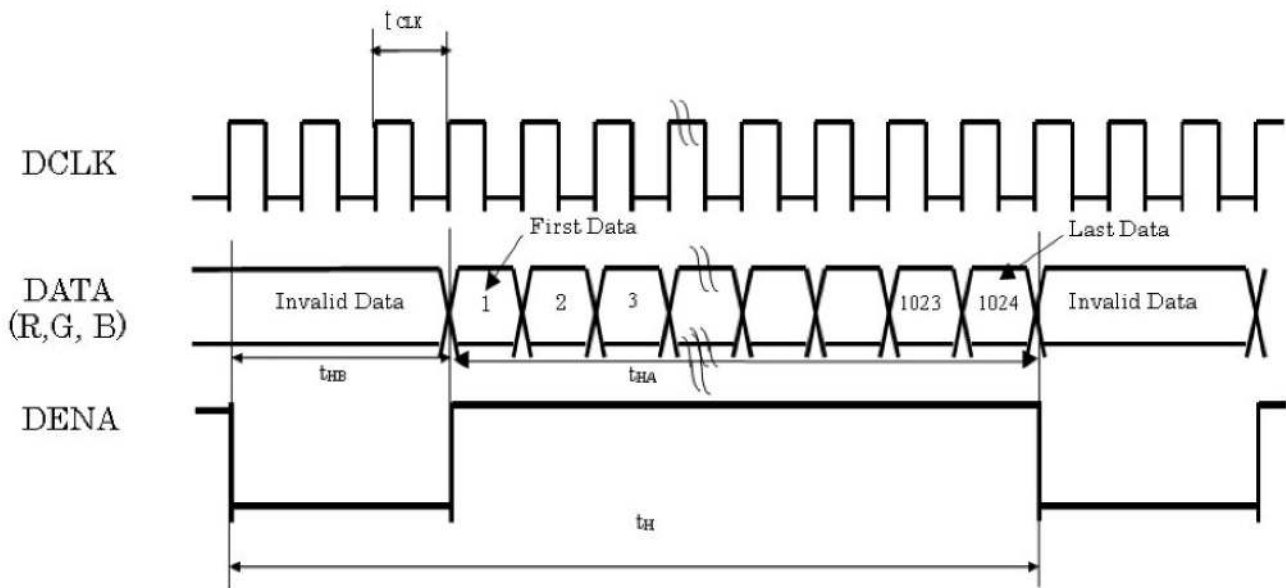 t CLK
DCLK
First Data
Last Data
DATA
(R,G, B)
Invalid Data
1
2
3
1023
1024
Invalid Data
tHB
tHA
DENA
tH